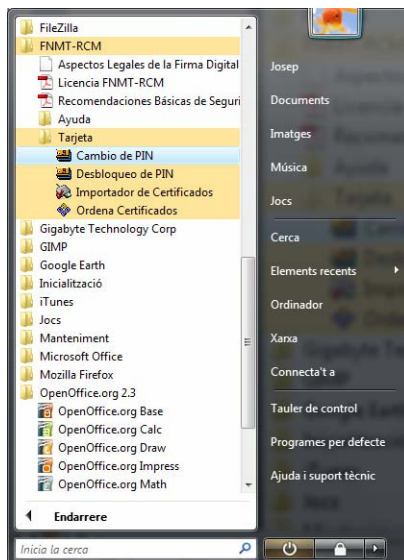 FileZilla
FNMT-RCM
Aspectos Legales de la Firma Digital
Licencia FNMT-RCM
Recomendaciones Básicas de Seguri
Ayuda
Tarjeta
Cambio de PIN
Desbloqueo de PIN
Importador de Certificados
Ordena Certificados
Gigabyte Technology Corp
GIMP
Google Earth
Inicialització
iTunes
Jocs
Manteniment
Microsoft Office
Mozilla Firefox
OpenOffice.org 2.3
OpenOffice.org Base
OpenOffice.org Calc
OpenOffice.org Draw
OpenOffice.org Impress
OpenOffice.org Math
Endarrere
Inicia la cerca
Josep
Documents
Imatges
Música
Jocs
Cerca
Elements recents
Ordinador
Xarxa
Connecta't a
Tauler de control
Programes per defecte
Ajuda i suport tècnic